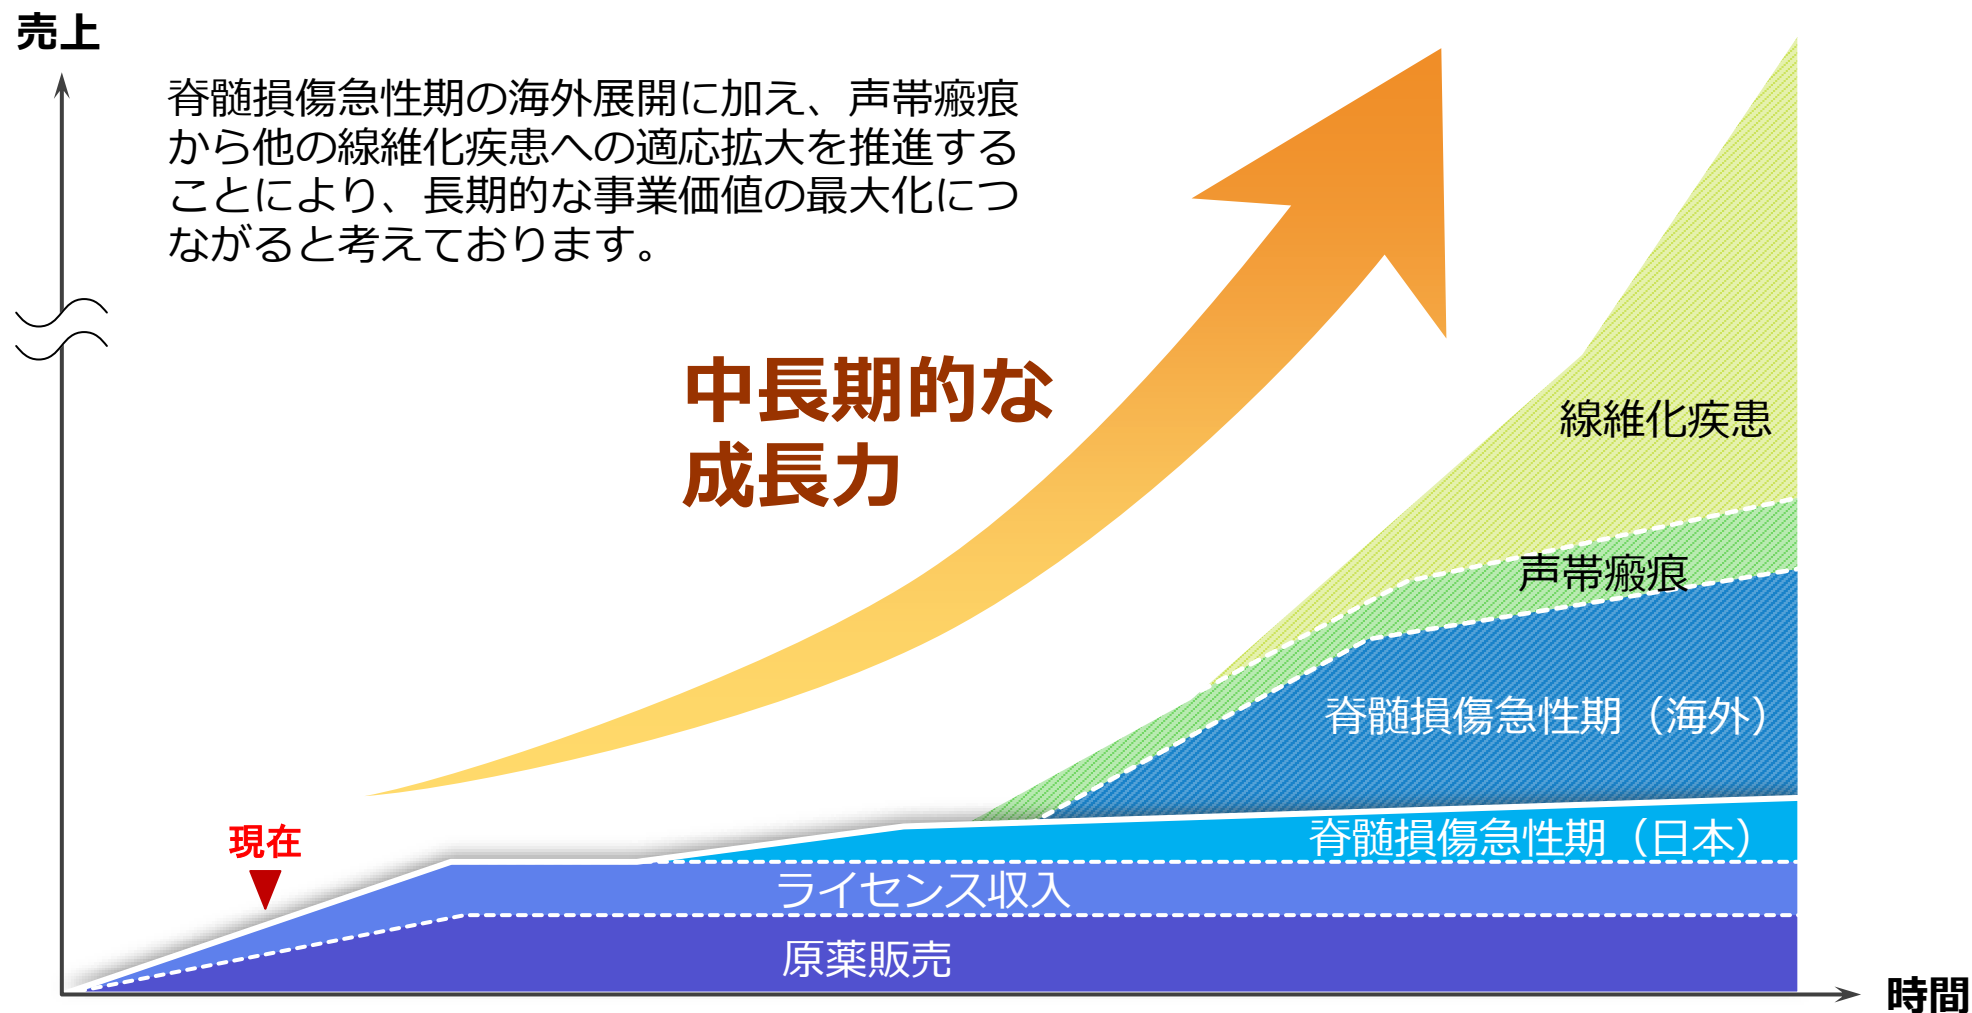 売上
脊髄損傷急性期の海外展開に加え、声帯瘢痕
から他の線維化疾患への適応拡大を推進する
ことにより、長期的な事業価値の最大化につ
ながると考えております。
中長期的な
成長力
線維化疾患
声帯瘢痕
脊髄損傷急性期（海外）
現在
脊髄損傷急性期（日本）
ライセンス収入
原薬販売
時間